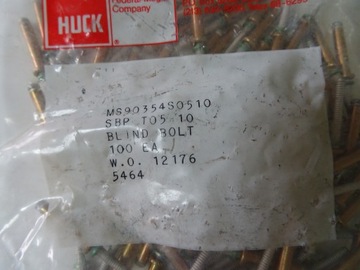 HUCK
Company
MS90354S0510
SBP T05 10
BLIND BOLT
100 EA
W.O. 12176
5464